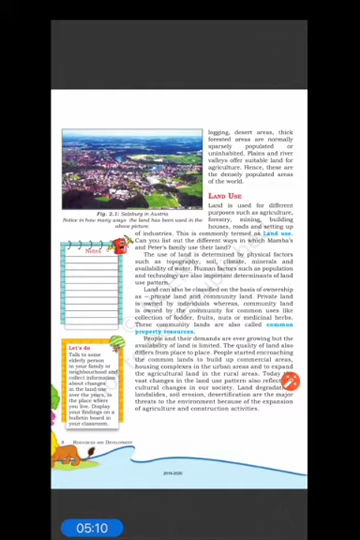 logging, desert areas, thick
forested areas are normally
sparsely populated or
uninhabited. Plains and river
valleys offer suitable land for
agriculture. Hence, these are
the densely populated areas
of the world.
Fig. 2.1: Salzburg in Austria
Notice in how many ways the land has been used in the
above picture.
LAND USE
Land is used for different
purposes such as agriculture,
forestry, mining, building
houses, roads and setting up
of industries. This is commonly termed as Land use.
Can you list out the different ways in which Mamba's
and Peter's family use their land?
The use of land is determined by physical factors
such as topography, soil, climate, minerals and
availability of water. Human factors such as population
and technology are also important determinants of land
use pattern.
Land can also be classified on the basis of ownership
as – private land and community land. Private land
is owned by individuals whereas, community land
is owned by the community for common uses like
collection of fodder, fruits, nuts or medicinal herbs.
These community lands are also called common
property resources.
People and their demands are ever growing but the
availability of land is limited. The quality of land also
differs from place to place. People started encroaching
the common lands to build up commercial areas,
housing complexes in the urban areas and to expand
the agricultural land in the rural areas. Today
vast changes in the land use pattern also reflect
cultural changes in our society. Land degradation,
landslides, soil erosion, desertification are the major
threats to the environment because of the expansion
of agriculture and construction activities.
Notes
Let's do
Talk to some
elderly person
in your family or
neighbourhood and
collect information
about changes
in the land use
over the years, in
the place where
you live. Display
your findings on a
bulletin board in
your classroom.
8 RESOURCES AND DEVELOPMENT
2019-2020
05:10